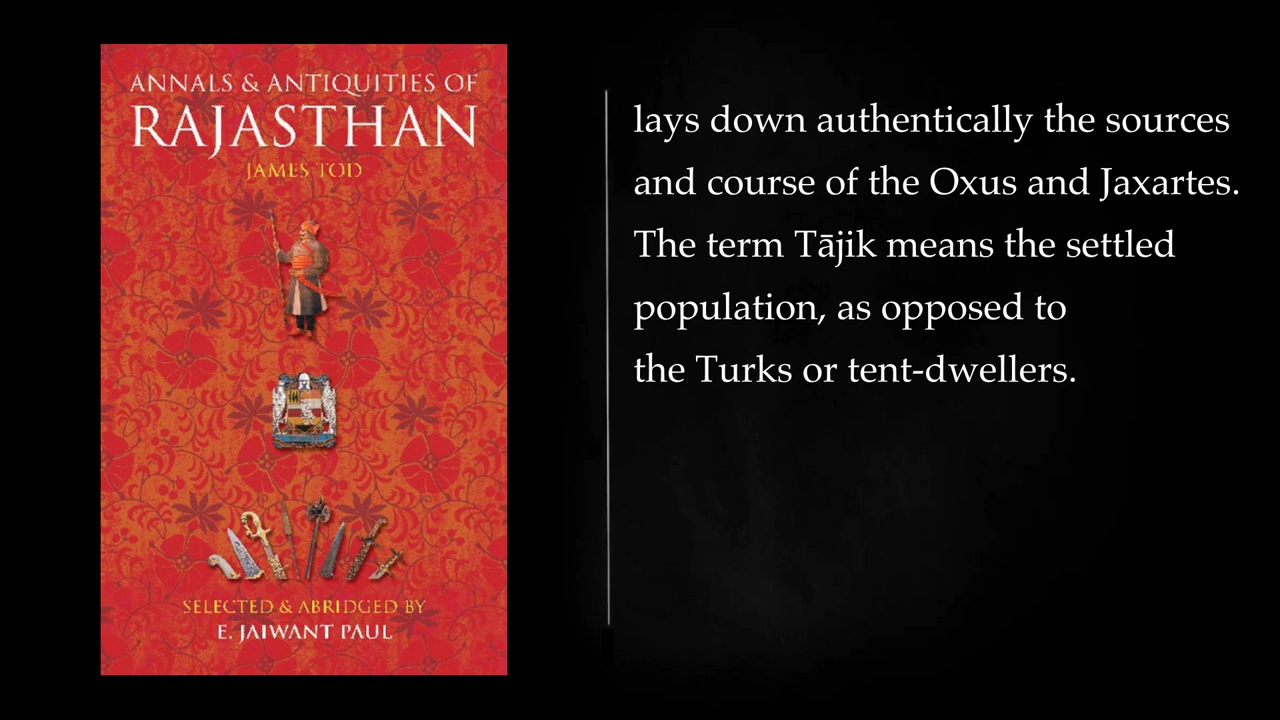 ANNALS & ANTIQUITIES OF
RAJASTHAN
JAMES TOD
SELECTED & ABRIDGED BY
E. JAIWANT PAUL
lays down authentically the sources
and course of the Oxus and Jaxartes.
The term Tājik means the settled
population, as opposed to
the Turks or tent-dwellers.